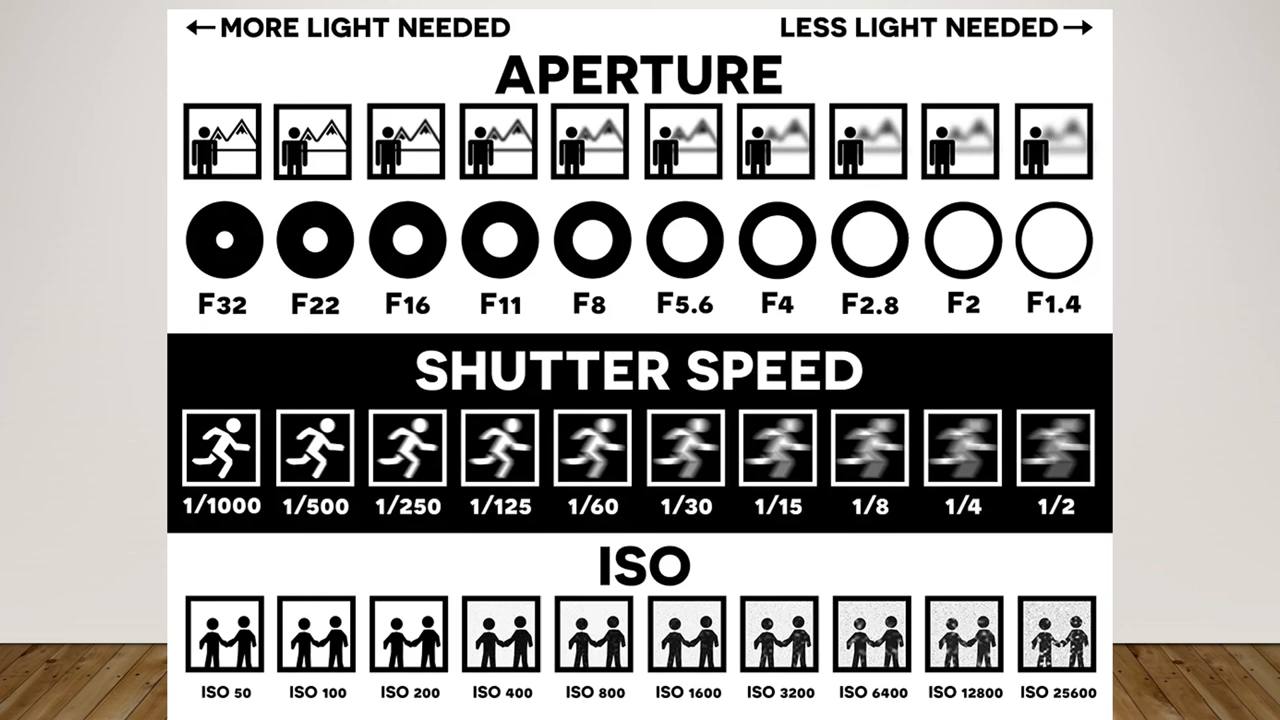 ←MORE LIGHT NEEDED LESS LIGHT NEEDED→
APERTURE
F32 F22 F16 F11 F8 F5.6 F4 F2.8 F2 F1.4
SHUTTER SPEED
1/1000 1/500 1/250 1/125 1/60 1/30 1/15 1/8 1/4 1/2
ISO
ISO 50 ISO 100 ISO 200 ISO 400 ISO 800 ISO 1600 ISO 3200 ISO 6400 ISO 12800 ISO 25600